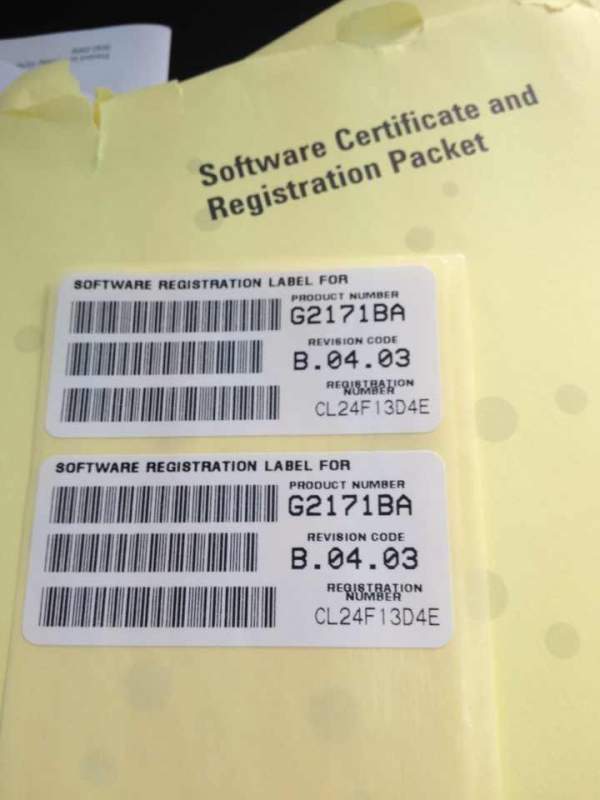 Software Certificate and
Registration Packet
SOFTWARE REGISTRATION LABEL FOR
PRODUCT NUMBER
G2171BA
REVISION CODE
B.04.03
REGISTRATION
NUMBER
CL24F13D4E
SOFTWARE REGISTRATION LABEL FOR
PRODUCT NUMBER
G2171BA
REVISION CODE
B.04.03
REGISTRATION
NUMBER
CL24F13D4E